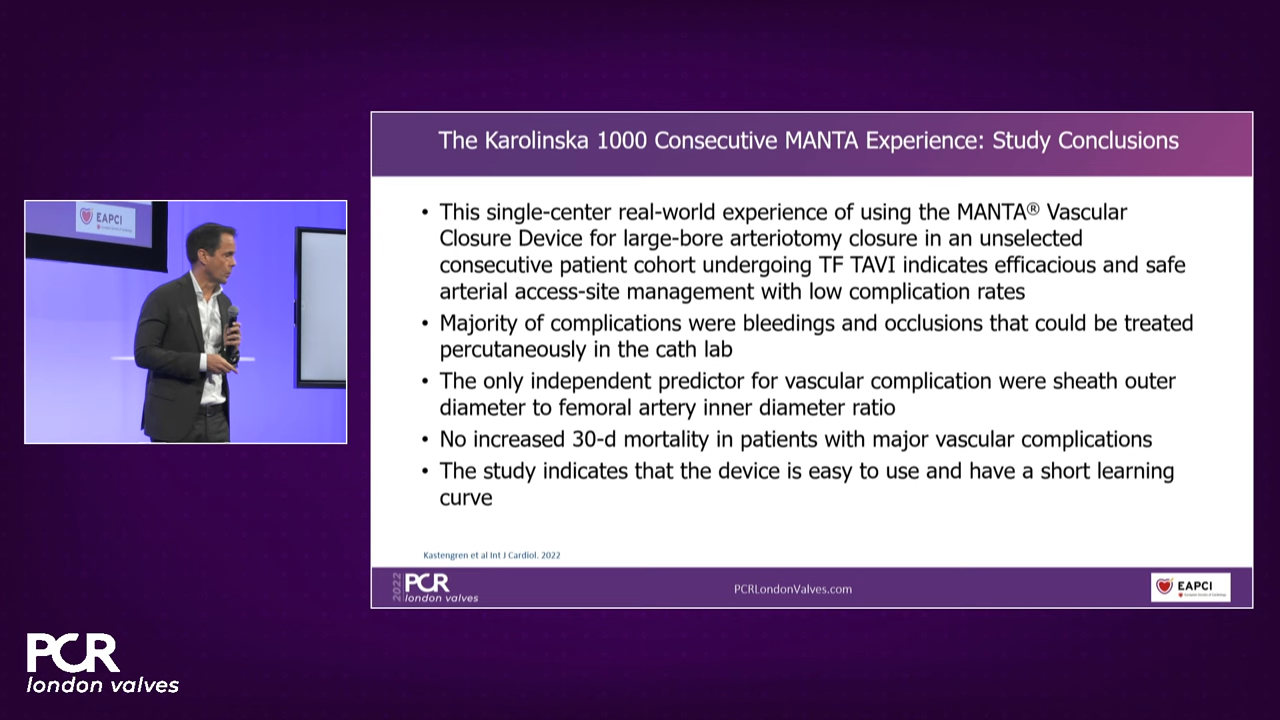 EAPCI
The Karolinska 1000 Consecutive MANTA Experience: Study Conclusions
• This single-center real-world experience of using the MANTA® Vascular
Closure Device for large-bore arteriotomy closure in an unselected
consecutive patient cohort undergoing TF TAVI indicates efficacious and safe
arterial access-site management with low complication rates
• Majority of complications were bleedings and occlusions that could be treated
percutaneously in the cath lab
• The only independent predictor for vascular complication were sheath outer
diameter to femoral artery inner diameter ratio
• No increased 30-d mortality in patients with major vascular complications
• The study indicates that the device is easy to use and have a short learning
curve
Kastengren et al Int J Cardiol. 2022
2022
PCR
london valves
PCRLondonValves.com
EAPCI
PCR
london valves